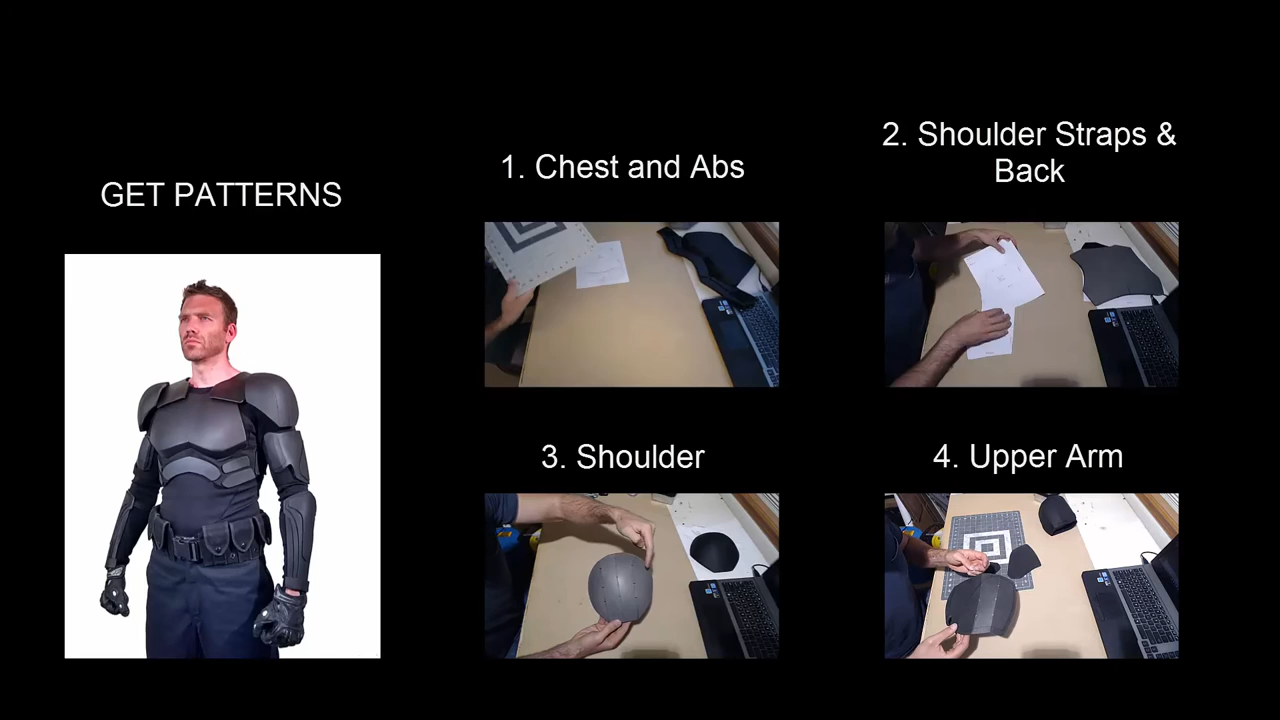 GET PATTERNS
1. Chest and Abs
2. Shoulder Straps &
Back
3. Shoulder
4. Upper Arm